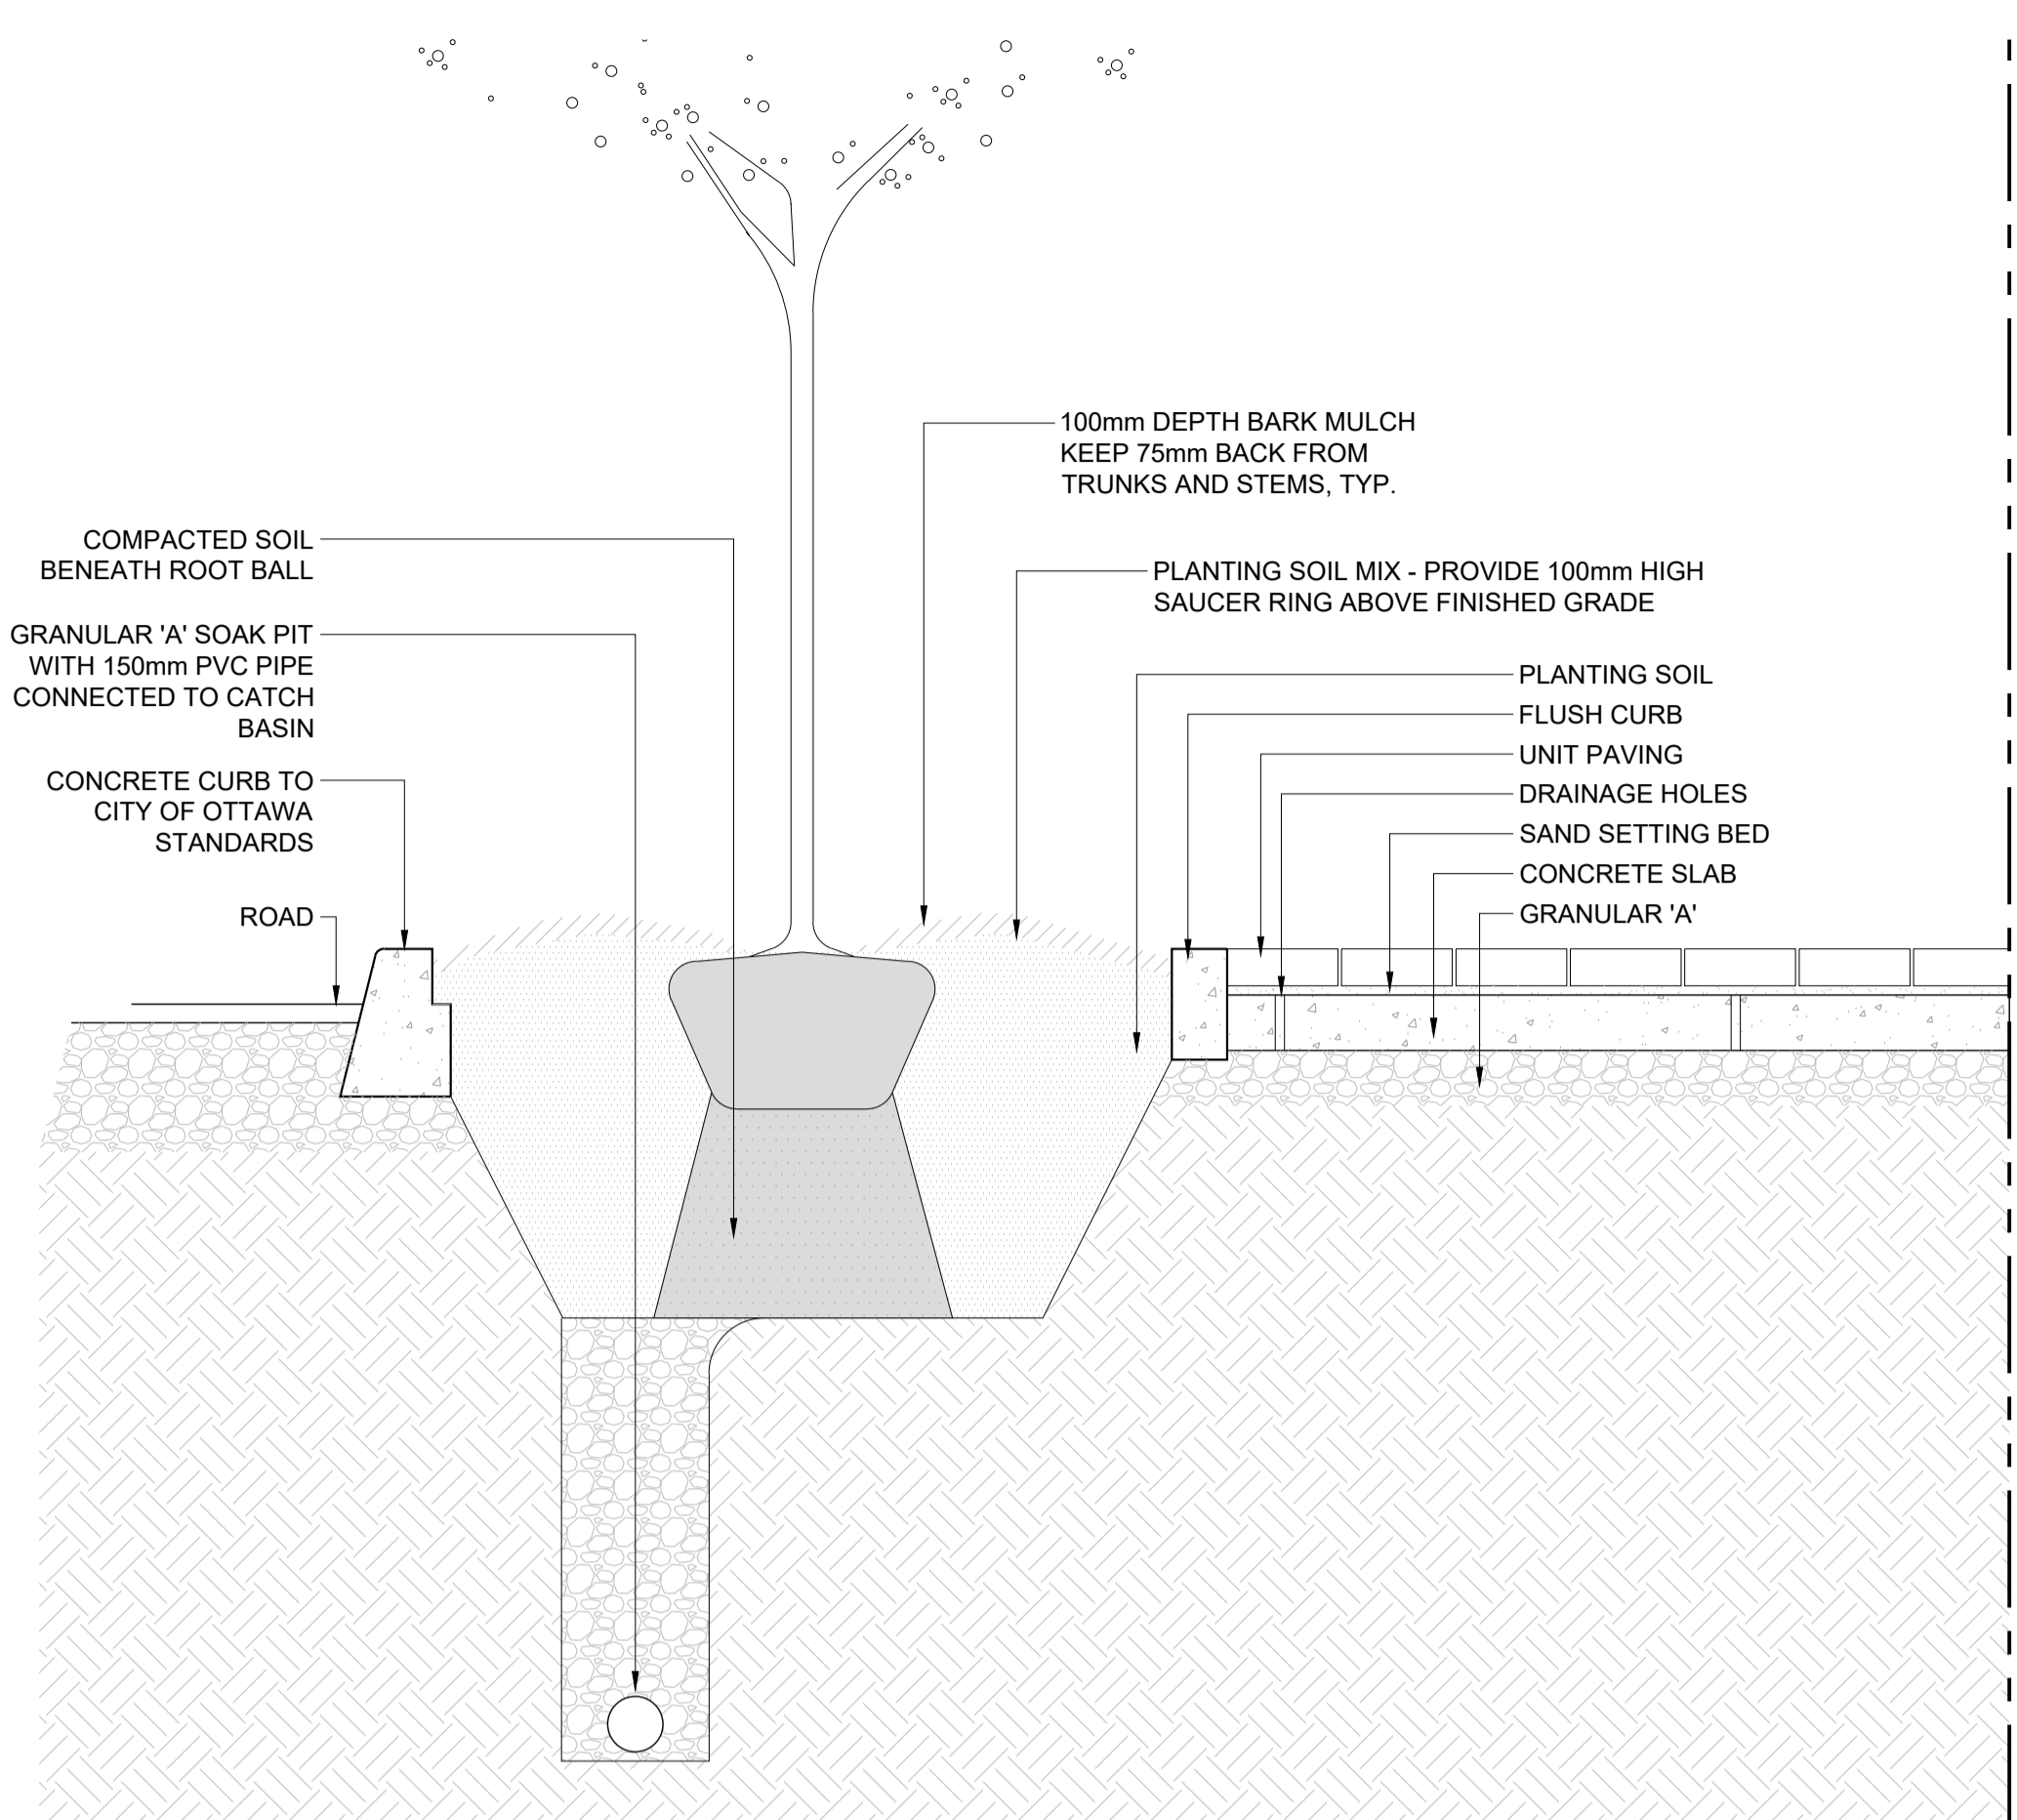 100mm DEPTH BARK MULCH
KEEP 75mm BACK FROM
TRUNKS AND STEMS, TYP.
COMPACTED SOIL
BENEATH ROOT BALL
PLANTING SOIL MIX - PROVIDE 100mm HIGH
SAUCER RING ABOVE FINISHED GRADE
GRANULAR 'A' SOAK PIT
WITH 150mm PVC PIPE
CONNECTED TO CATCH
BASIN
PLANTING SOIL
FLUSH CURB
UNIT PAVING
DRAINAGE HOLES
SAND SETTING BED
CONCRETE SLAB
GRANULAR 'A'
CONCRETE CURB TO
CITY OF OTTAWA
STANDARDS
ROAD